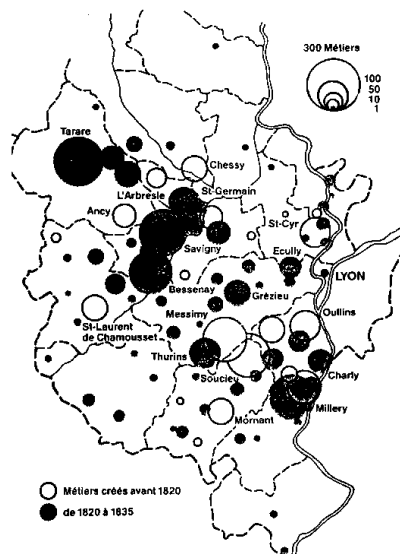 300 Métiers
100
50
10
1
Tarare
Chessy
L'Arbresle
St-Germain
Ancy
St-Cyr
Savigny
Ecully
LYON
Bessenay
Grézieu
Messimy
Oullins
St-Laurent
de Chamousset
Thurins
Soucieu
Charly
Millery
Mornant
Métiers créés avant 1820
de 1820 à 1835